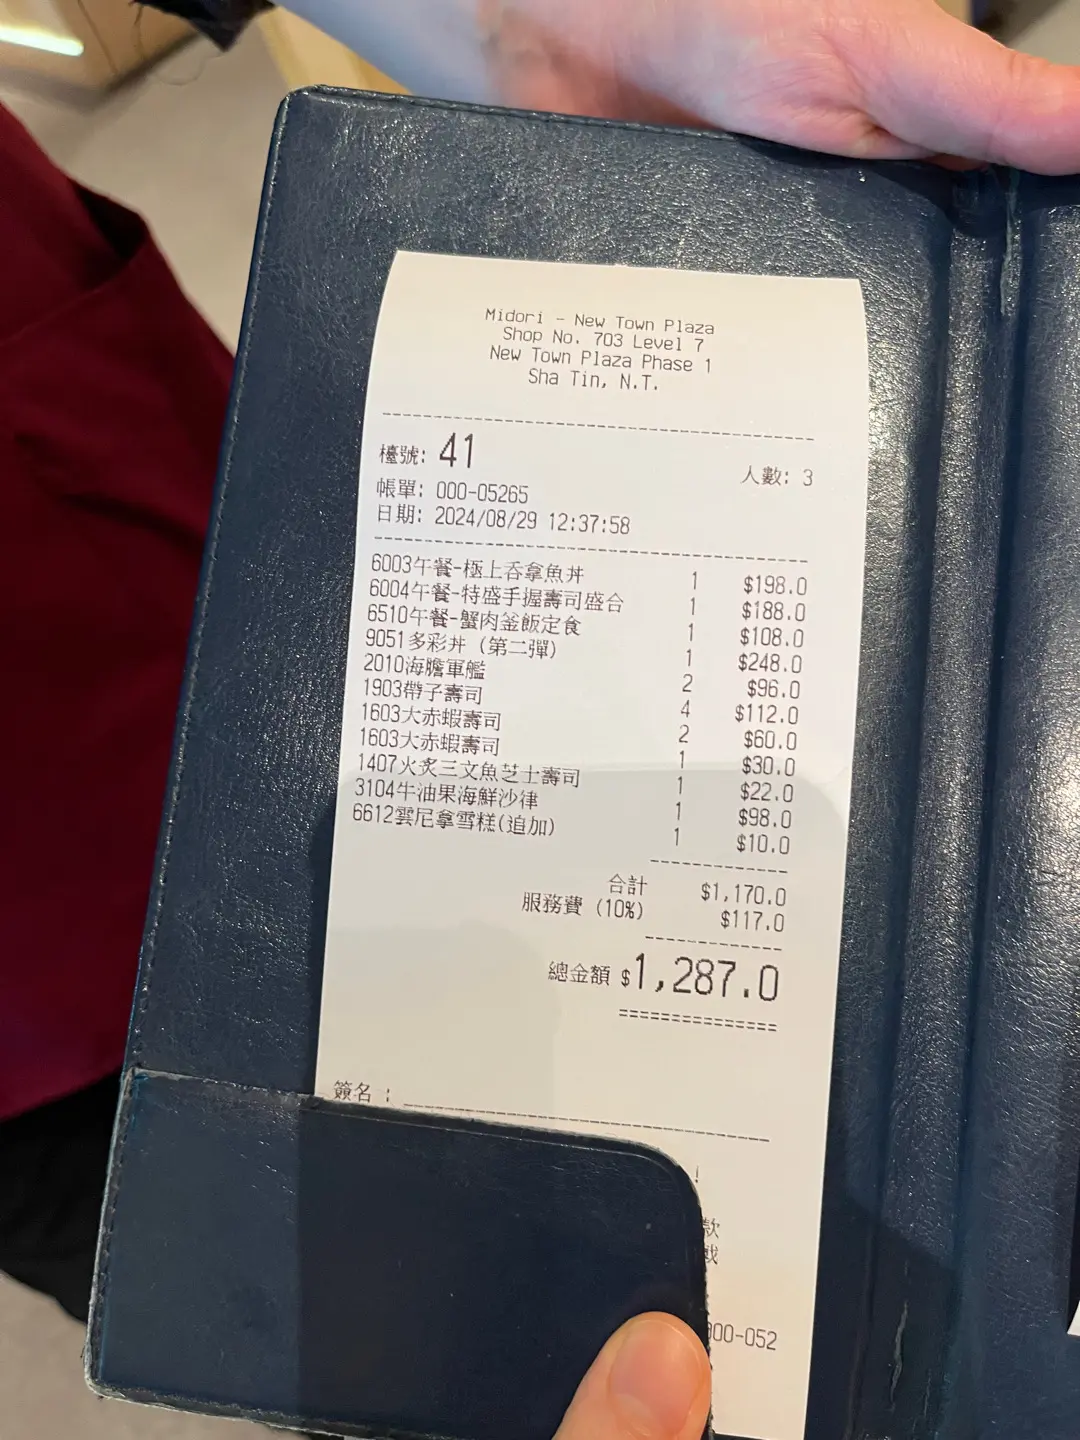 Midori - New Town Plaza
Shop No. 703 Level 7
New Town Plaza Phase 1
Sha Tin, N.T.
檯號: 41 人數: 3
帳單: 000-05265
日期: 2024/08/29 12:37:58
6003午餐-極上吞拿魚丼 1 $198.0
6004午餐-特盛手握壽司盛合 1 $188.0
6510午餐-蟹肉釜飯定食 1 $108.0
9051多彩丼 (第二彈) 1 $248.0
2010海膽軍艦 2 $96.0
1903帶子壽司 4 $112.0
1603大赤蝦壽司 2 $60.0
1603大赤蝦壽司 1 $30.0
1407火炙三文魚芝士壽司 1 $22.0
3104牛油果海鮮沙律 1 $98.0
6612雲尼拿雪糕(追加) 1 $10.0
合計 $1,170.0
服務費 (10%) $117.0
總金額 $1,287.0
簽名 :
!
款
00-052